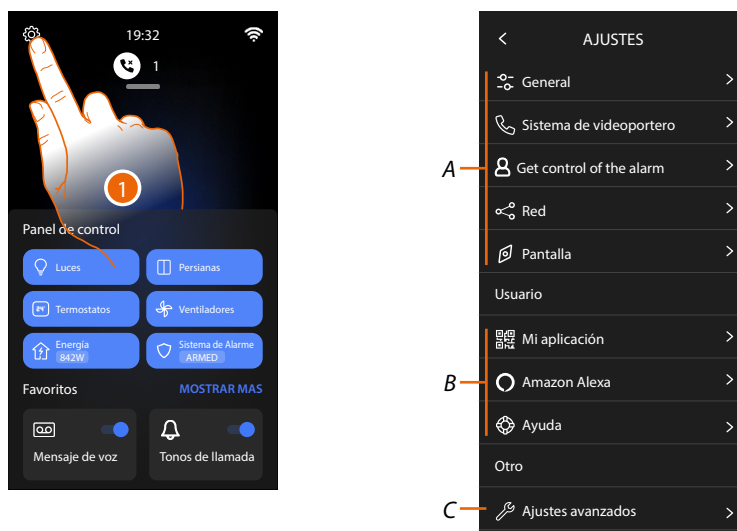 19:32
1
1
Panel de control
Luces
Persianas
Termostatos
Ventiladores
Energía
842W
Sistema de Alarme
ARMED
Favoritos
MOSTRAR MAS
Mensaje de voz
Tonos de llamada
AJUSTES
A
General
Sistema de videoportero
Get control of the alarm
Red
Pantalla
Usuario
B
Mi aplicación
Amazon Alexa
Ayuda
Otro
C
Ajustes avanzados